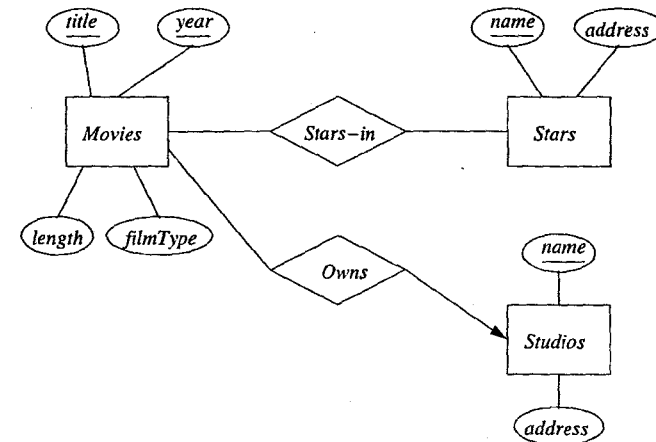 title
year
name
address
Movies
Stars-in
Stars
length
filmType
name
Owns
Studios
address